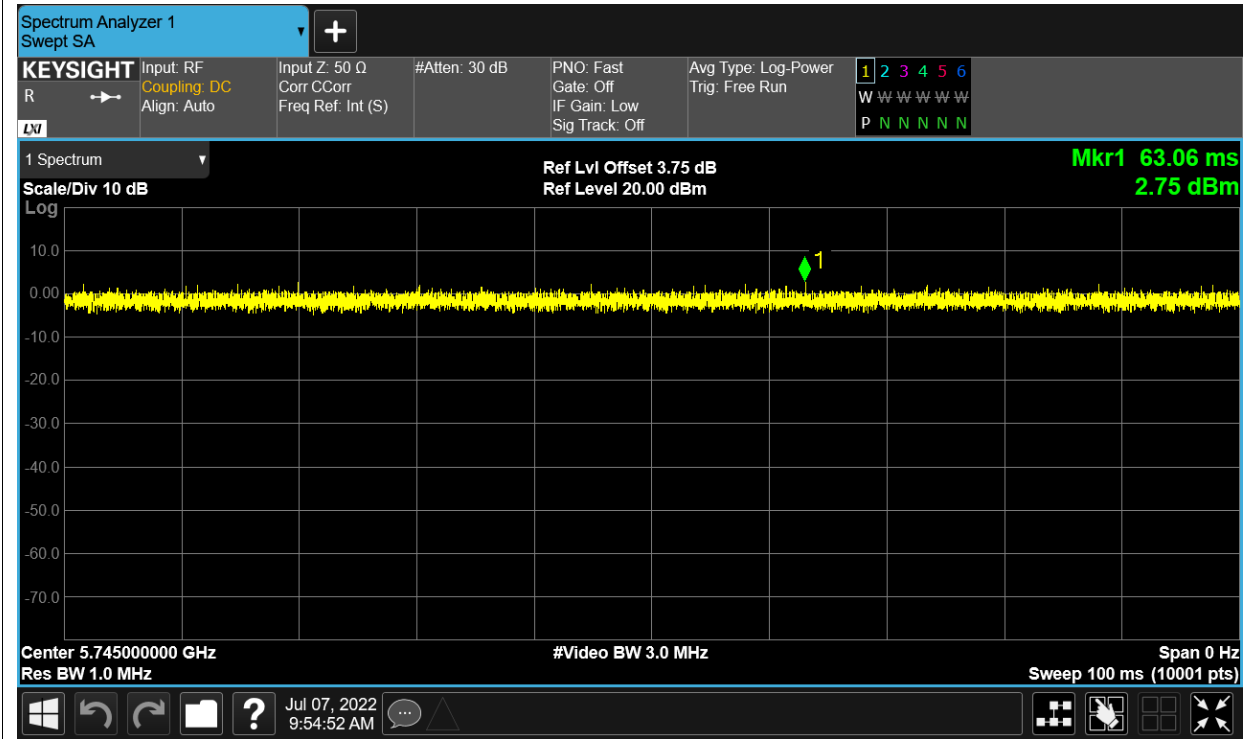 Spectrum Analyzer 1
Swept SA
KEYSIGHT
R
LXI
Input: RF
Coupling: DC
Align: Auto
Input Z: 50 Ω
Corr CCorr
Freq Ref: Int (S)
#Atten: 30 dB
PNO: Fast
Gate: Off
IF Gain: Low
Sig Track: Off
Avg Type: Log-Power
Trig: Free Run
1 2 3 4 5 6
W W W W W W
P N N N N N
1 Spectrum
Scale/Div 10 dB
Ref Lvl Offset 3.75 dB
Ref Level 20.00 dBm
Mkr1 63.06 ms
2.75 dBm
Log
10.0
1
0.00
-10.0
-20.0
-30.0
-40.0
-50.0
-60.0
-70.0
Center 5.745000000 GHz
#Video BW 3.0 MHz
Span 0 Hz
Res BW 1.0 MHz
Sweep 100 ms (10001 pts)
?
Jul 07, 2022
9:54:52 AM